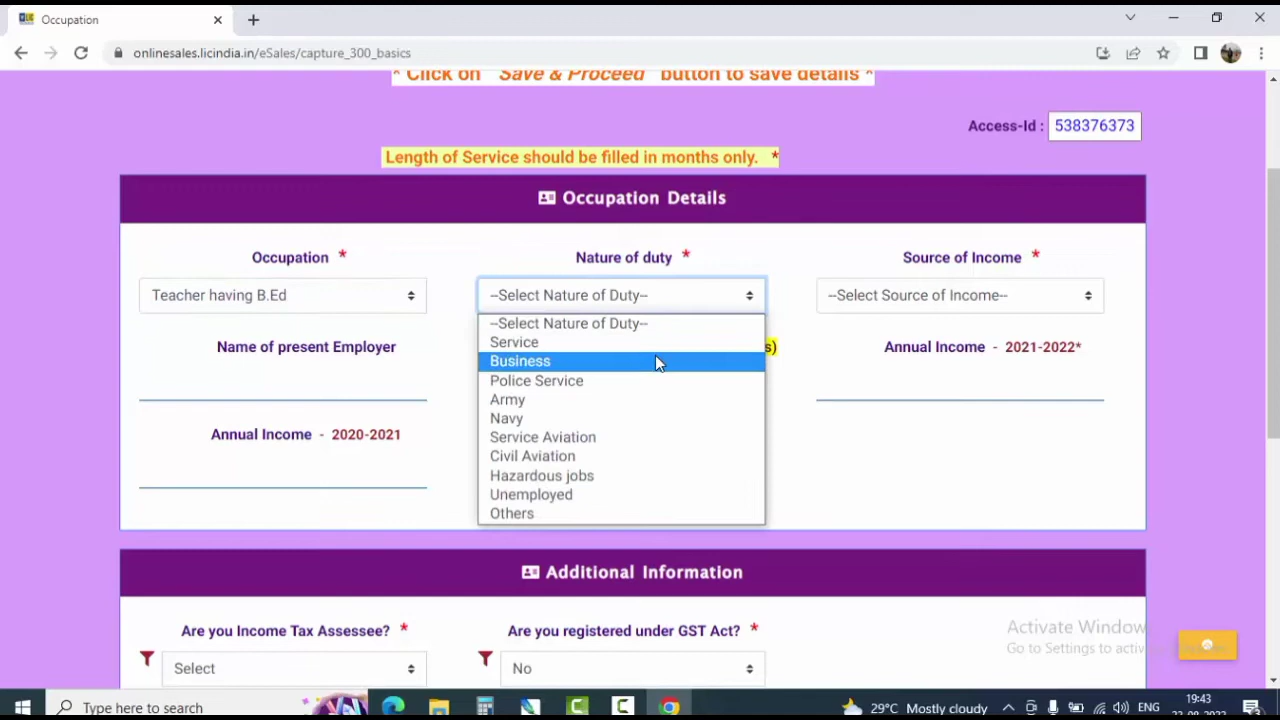 Occupation
onlinesales.licindia.in/eSales/capture_300_basics
* Click on "Save & Proceed" button to save details *
Access-Id : 538376373
Length of Service should be filled in months only. *
Occupation Details
Occupation *
Nature of duty *
Source of Income *
Teacher having B.Ed
--Select Nature of Duty--
--Select Source of Income--
--Select Nature of Duty--
Service
Business
Police Service
Army
Navy
Service Aviation
Civil Aviation
Hazardous jobs
Unemployed
Others
Name of present Employer
s)
Annual Income - 2021-2022*
Annual Income - 2020-2021
Additional Information
Are you Income Tax Assessee? *
Are you registered under GST Act? *
Select
No
Activate Window
Go to Settings to activ
Type here to search
29°C Mostly cloudy
ENG
19:43